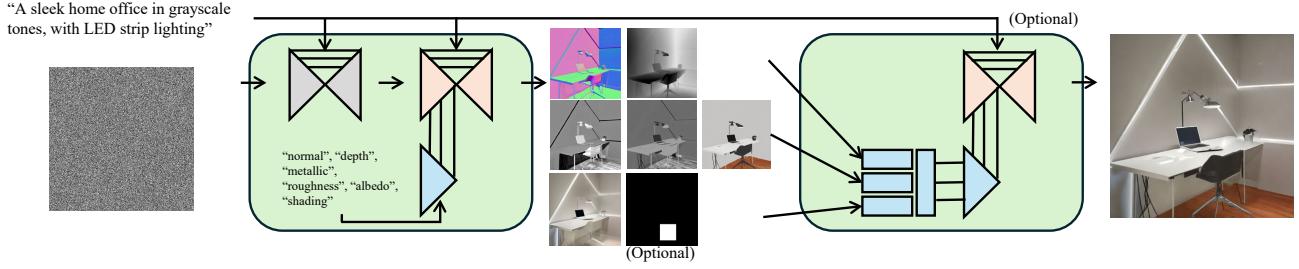 “A sleek home office in grayscale
tones, with LED strip lighting”
(Optional)
“normal”, “depth”,
“metallic”,
“roughness”, “albedo”,
“shading”
(Optional)